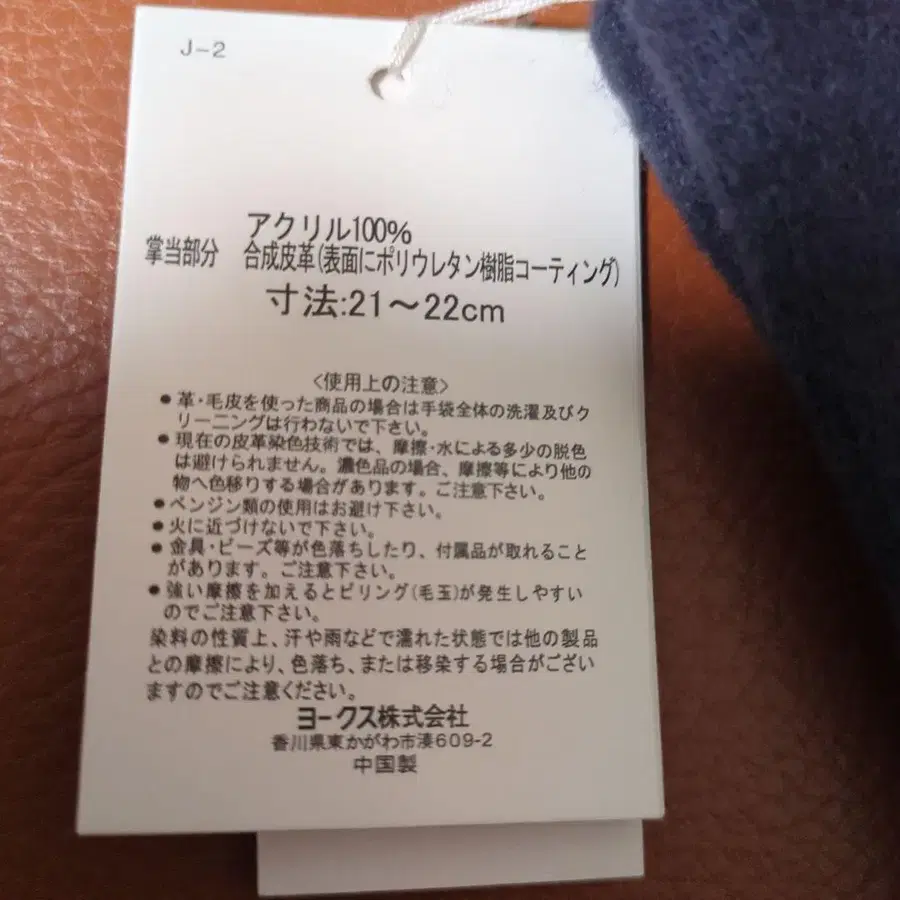 J-2
アクリル100%
掌当部分 合成皮革(表面にポリウレタン樹脂コーティング)
寸法:21～22cm
<使用上の注意>
●革・毛皮を使った商品の場合は手袋全体の洗濯及びク
リーニングは行わないで下さい。
●現在の皮革染色技術では、摩擦・水による多少の脱色
は避けられません。濃色品の場合、摩擦等により他の
物へ色移りする場合があります。ご注意下さい。
●ベンジン類の使用はお避け下さい。
●火に近づけないで下さい。
●金具・ビーズ等が色落ちしたり、付属品が取れること
があります。ご注意下さい。
●強い摩擦を加えるとピリング(毛玉)が発生しやすい
のでご注意下さい。
染料の性質上、汗や雨などで濡れた状態では他の製品
との摩擦により、色落ち、または移染する場合がござい
ますのでご注意ください。
ヨークス株式会社
香川県東かがわ市湊609-2
中国製